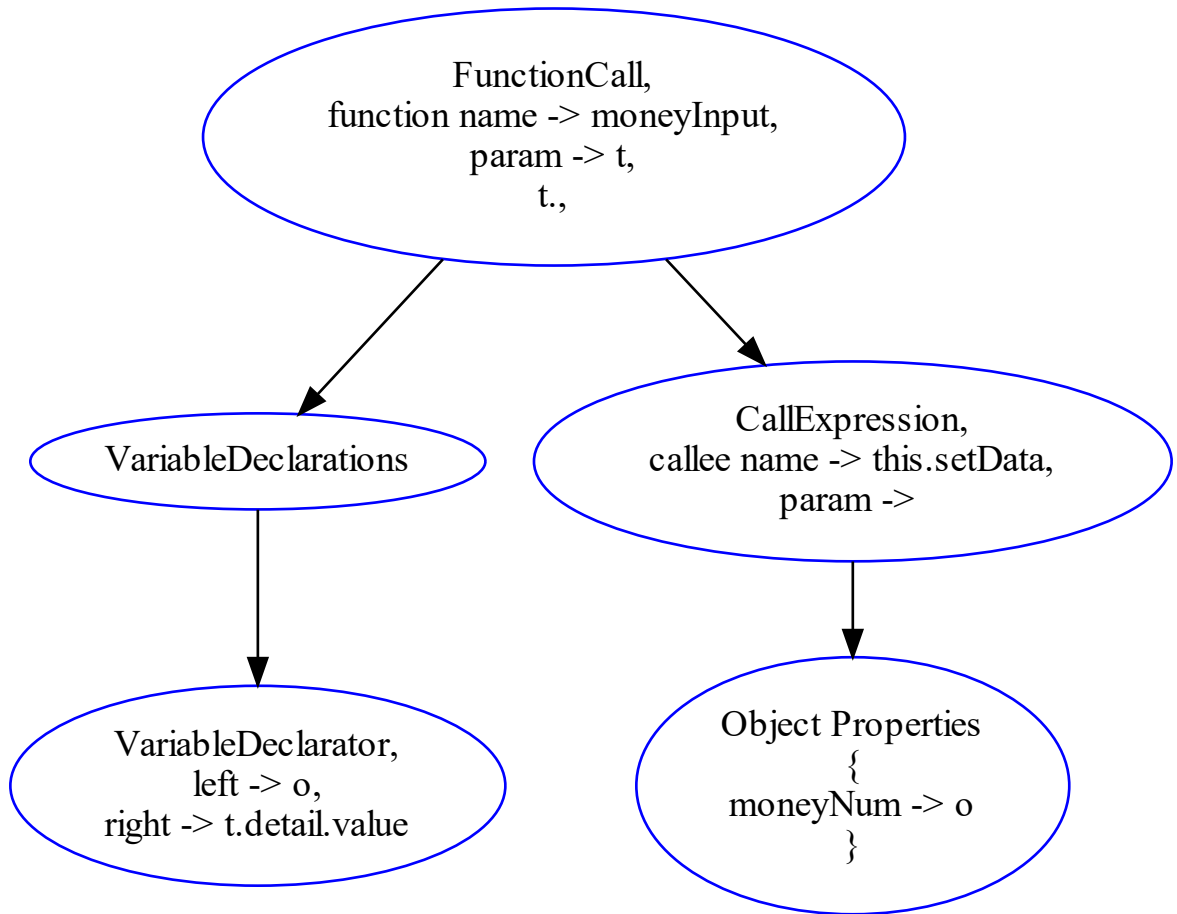 FunctionCall,
function name -> moneyInput,
param -> t,
t.,
VariableDeclarations
CallExpression,
callee name -> this.setData,
param ->
VariableDeclarator,
left -> o,
right -> t.detail.value
Object Properties
{
moneyNum -> o
}